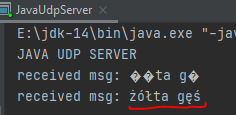 JavaUdpServer
E:\jdk-14\bin\java.exe "-jav
JAVA UDP SERVER
received msg: ��ta g�
received msg: żółta gęś